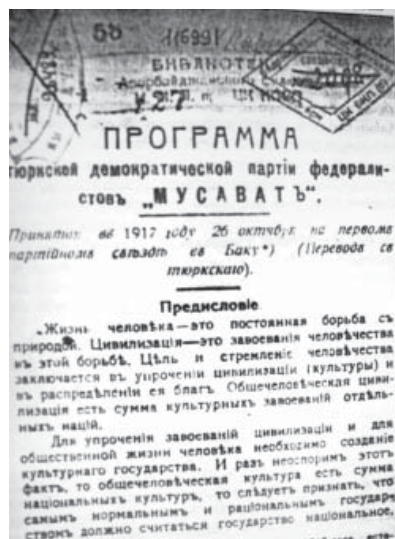 58
1(699)
БИБЛИОТЕКА
ПРОГРАММА
тюркской демократической партіи федерали-
стовъ „МУСАВАТЪ“.
въ 1917 году 26 на первомъ
партійномъ съѣздѣ въ Баку*) (Переводъ съ
тюркскаго).
Предисловіе
„Жизнь человѣка—это постоянная борьба съ
природой. Цивилизація—это завоеванія человѣчества
въ этой борьбѣ. Цѣль и стремленіе человѣчества
заключается въ упроченіи цивилизаціи (культуры) и
въ распредѣленіи ея благъ. Общечеловѣческая циви-
лизація есть сумма культурныхъ завоеваній отдѣль-
ныхъ націй.
Для упроченія завоеваній цивилизаціи и для
общественной жизни человѣка необходимо созданіе
культурнаго государства. И разъ неоспоримъ этотъ
фактъ, то общечеловѣческая культура есть сумма
національныхъ культуръ, то слѣдуетъ признать, что
самымъ нормальнымъ и раціональнымъ государ-
ствомъ должно считаться государство національное,